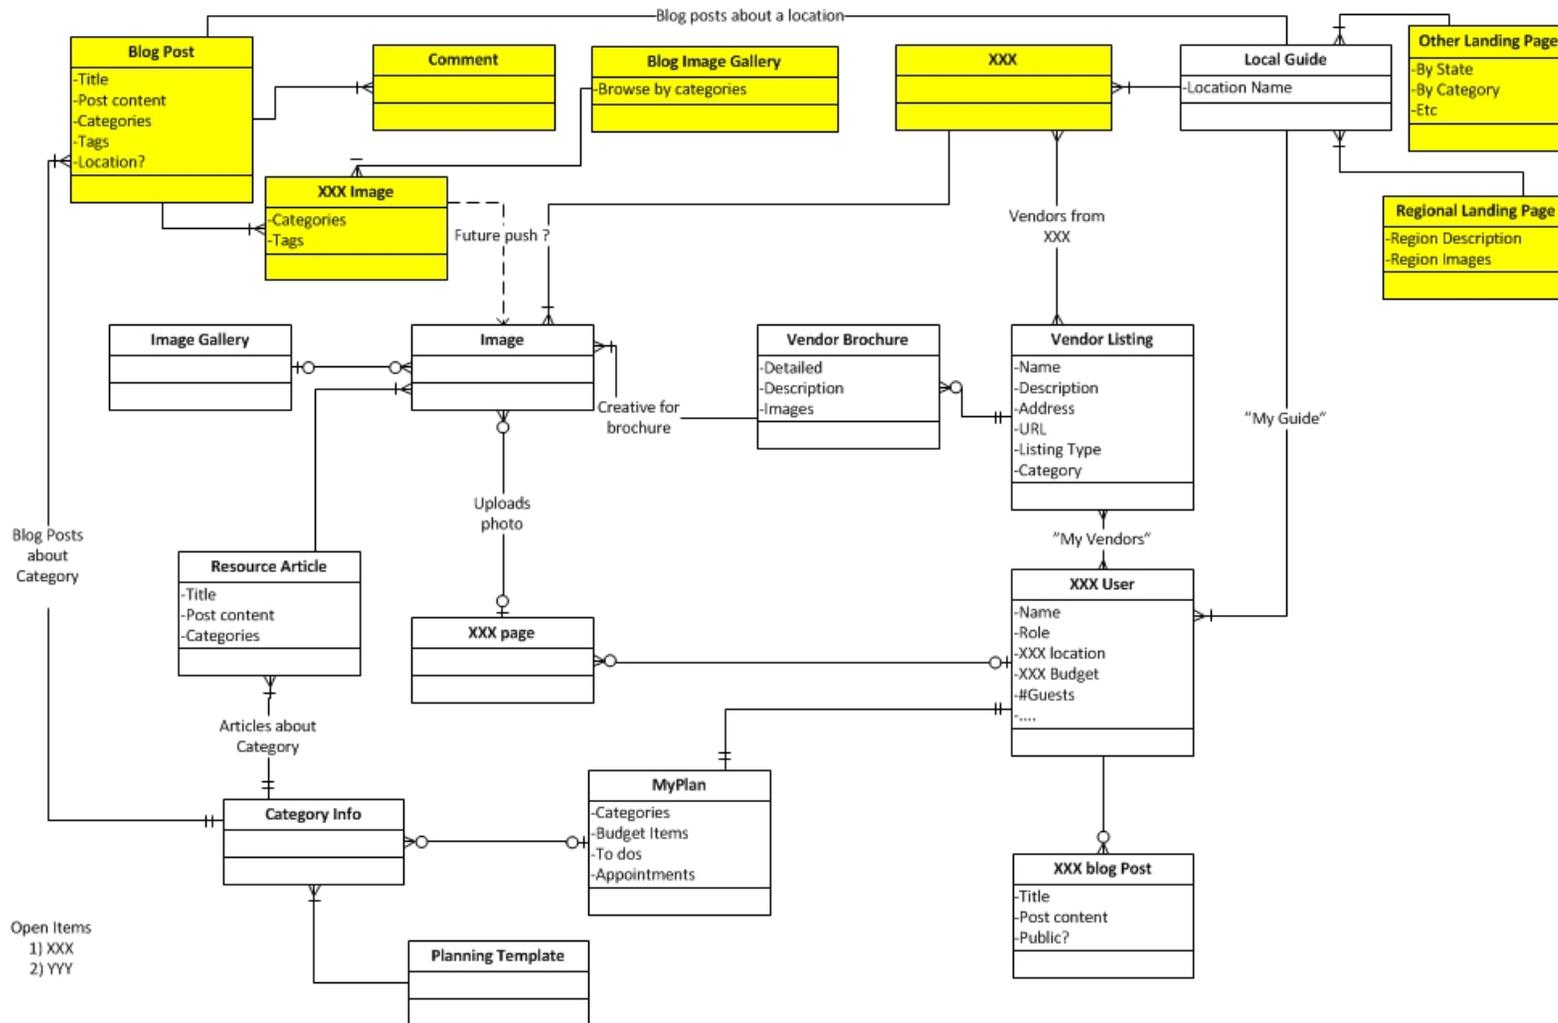 Blog posts about a location
Blog Post
-Title
-Post content
-Categories
-Tags
-Location?
Comment
Blog Image Gallery
-Browse by categories
XXX
Local Guide
-Location Name
Other Landing Page
-By State
-By Category
-Etc
XXX Image
-Categories
-Tags
Future push ?
Vendors from
XXX
Regional Landing Page
-Region Description
-Region Images
Image Gallery
Image
Vendor Brochure
-Detailed
-Description
-Images
Vendor Listing
-Name
-Description
-Address
-URL
-Listing Type
-Category
Creative for
brochure
"My Guide"
Uploads
photo
Blog Posts
about
Category
"My Vendors"
Resource Article
-Title
-Post content
-Categories
XXX page
XXX User
-Name
-Role
-XXX location
-XXX Budget
-#Guests
-....
Articles about
Category
Category Info
MyPlan
-Categories
-Budget Items
-To dos
-Appointments
XXX blog Post
-Title
-Post content
-Public?
Open Items
1) XXX
2) YYY
Planning Template